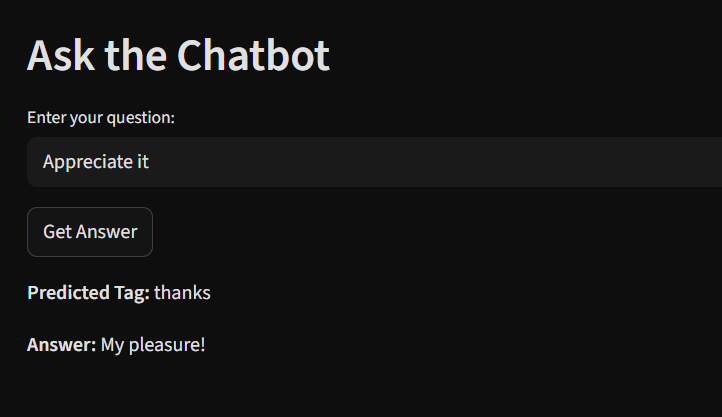 Ask the Chatbot
Enter your question:
Appreciate it
Get Answer
Predicted Tag: thanks
Answer: My pleasure!